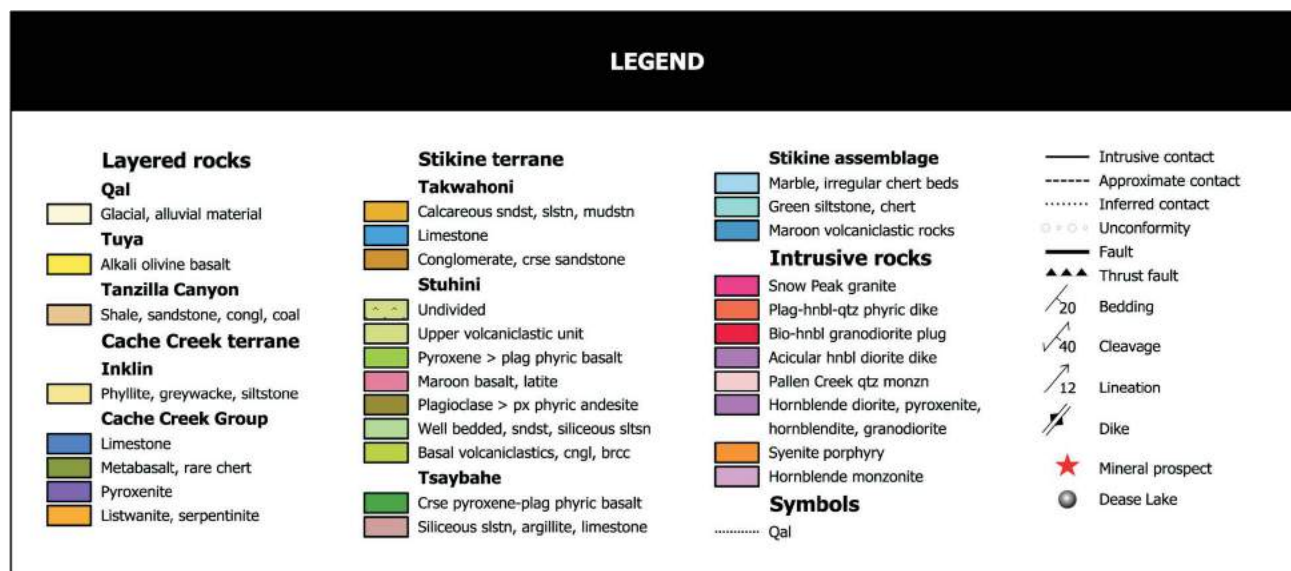 LEGEND
Layered rocks
Qal
Glacial, alluvial material
Tuya
Alkali olivine basalt
Tanzilla Canyon
Shale, sandstone, congl, coal
Cache Creek terrane
Inklin
Phyllite, greywacke, siltstone
Cache Creek Group
Limestone
Metabasalt, rare chert
Pyroxenite
Listwanite, serpentinite
Stikine terrane
Takwahoni
Calcareous sndst, slstn, mudstn
Limestone
Conglomerate, crse sandstone
Stuhini
Undivided
Upper volcaniclastic unit
Pyroxene > plag phyric basalt
Maroon basalt, latite
Plagioclase > px phyric andesite
Well bedded, sndst, siliceous sltsn
Basal volcaniclastics, cngl, brcc
Tsaybahe
Crse pyroxene-plag phyric basalt
Siliceous slstn, argillite, limestone
Stikine assemblage
Marble, irregular chert beds
Green siltstone, chert
Maroon volcaniclastic rocks
Intrusive rocks
Snow Peak granite
Plag-hnbl-qtz phyric dike
Bio-hnbl granodiorite plug
Acicular hnbl diorite dike
Pallen Creek qtz monzn
Hornblende diorite, pyroxenite,
hornblendite, granodiorite
Syenite porphyry
Hornblende monzonite
Symbols
Qal
Intrusive contact
Approximate contact
Inferred contact
Unconformity
Fault
Thrust fault
20 Bedding
40 Cleavage
12 Lineation
Dike
Mineral prospect
Dease Lake